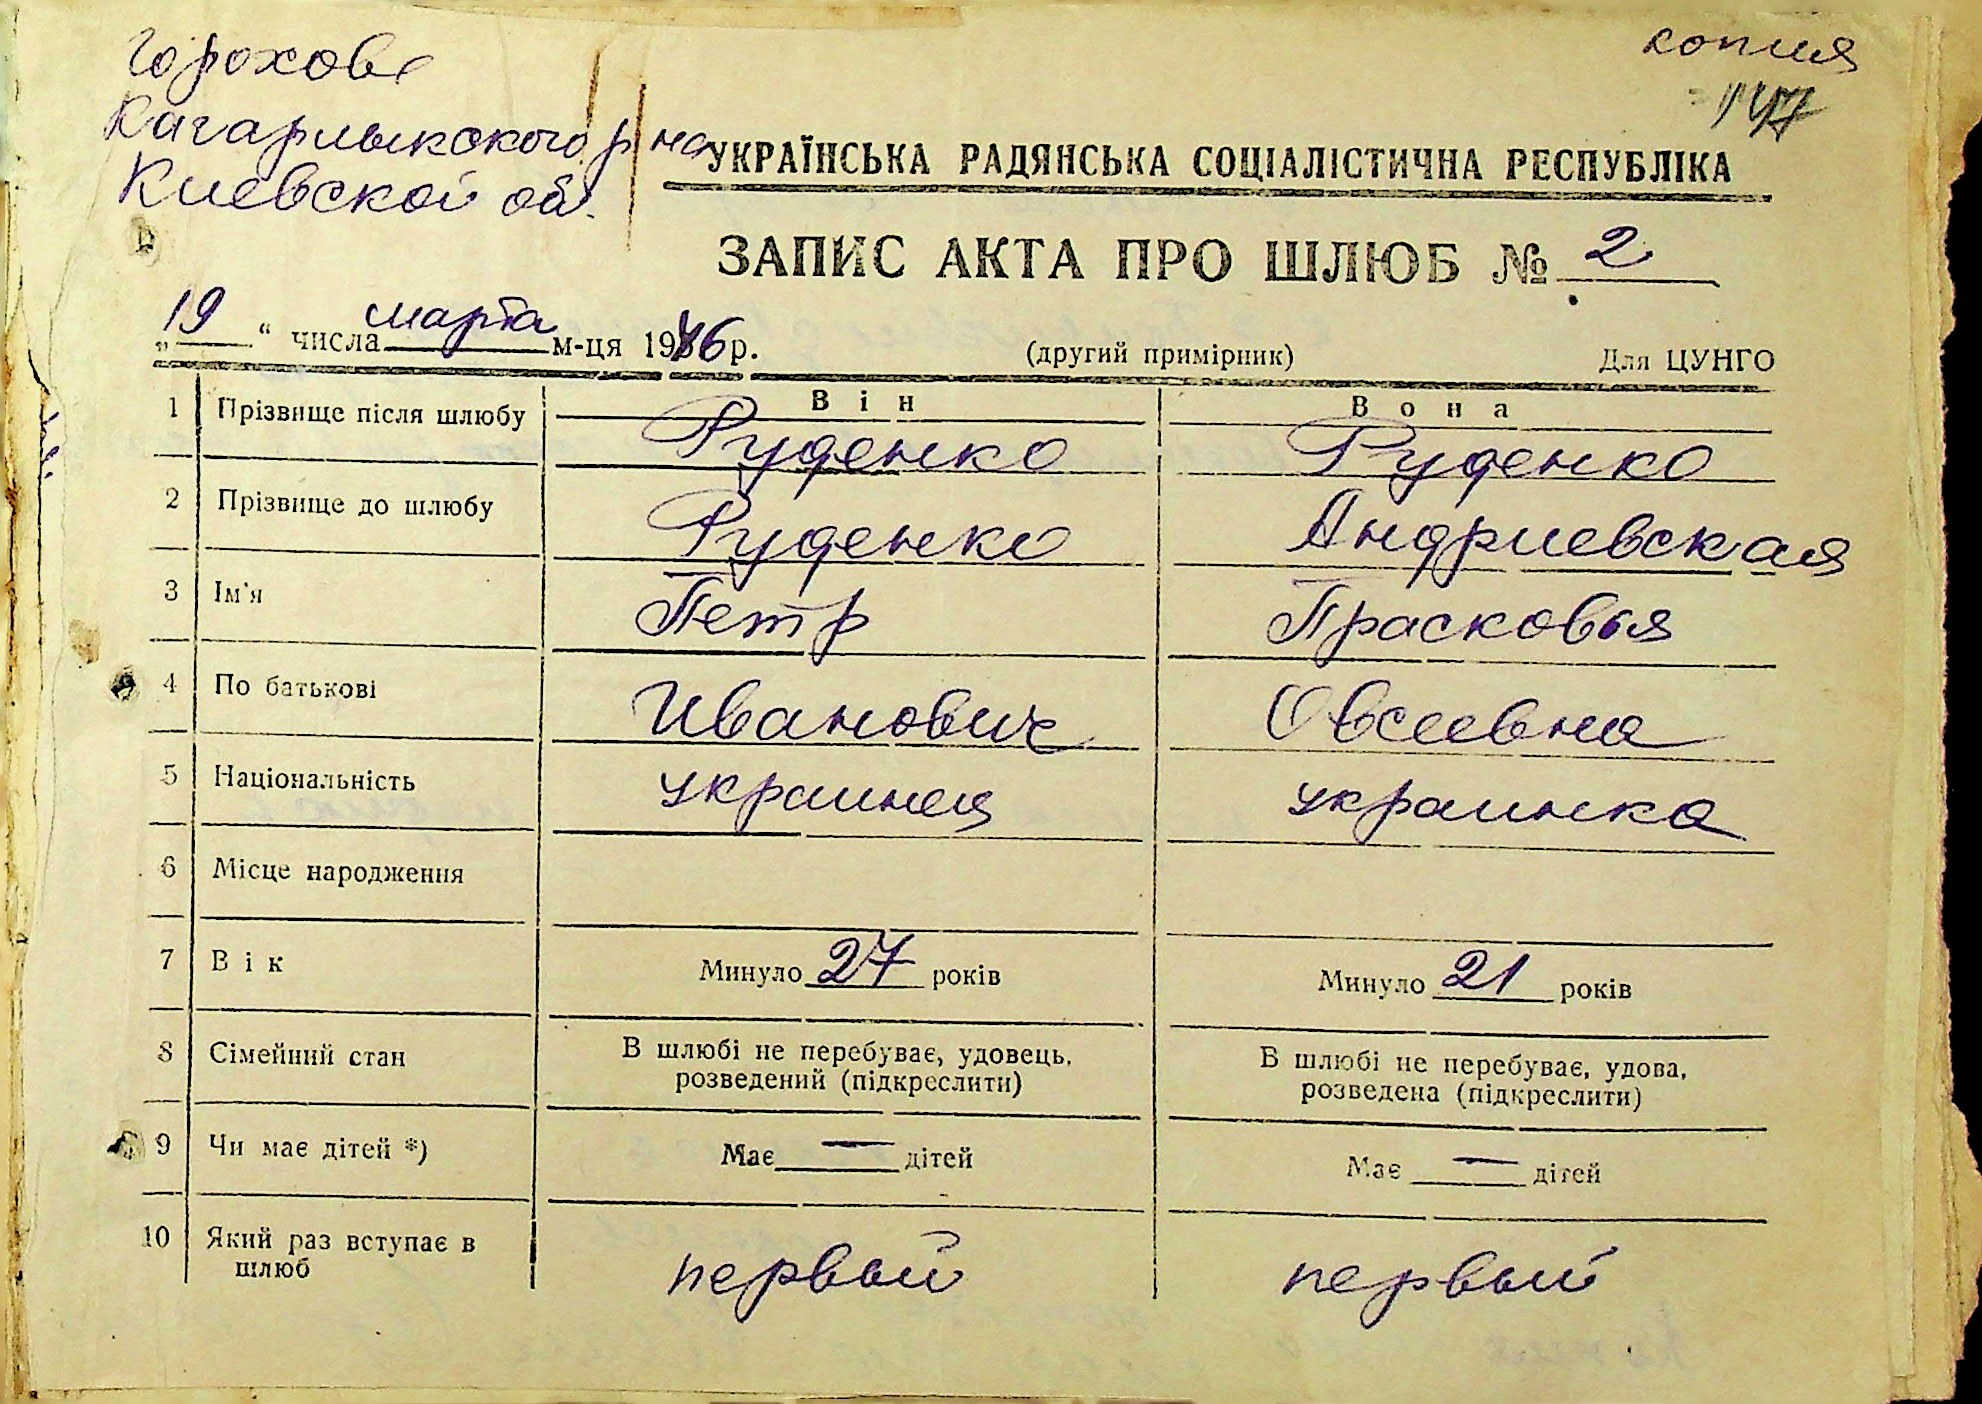 Горохове
копия
147
Кагарлыкского р на
Киевской об.
УКРАЇНСЬКА РАДЯНСЬКА СОЦІАЛІСТИЧНА РЕСПУБЛІКА
ЗАПИС АКТА ПРО ШЛЮБ № 2
„19“ числа марта м-ця 1946 р. (другий примірник) Для ЦУНГО
Він Вона
1 Прізвище після шлюбу Руденко Руденко
2 Прізвище до шлюбу Руденко Андриевская
3 Ім'я Петр Прасковья
4 По батькові Иванович Овсеевна
5 Національність украинец украинка
6 Місце народження
7 Вік Минуло 27 років Минуло 21 років
8 Сімейний стан В шлюбі не перебуває, удовець, В шлюбі не перебуває, удова,
розведений (підкреслити) розведена (підкреслити)
9 Чи має дітей *) Має — дітей Має — дітей
10 Який раз вступає в
шлюб первый первый